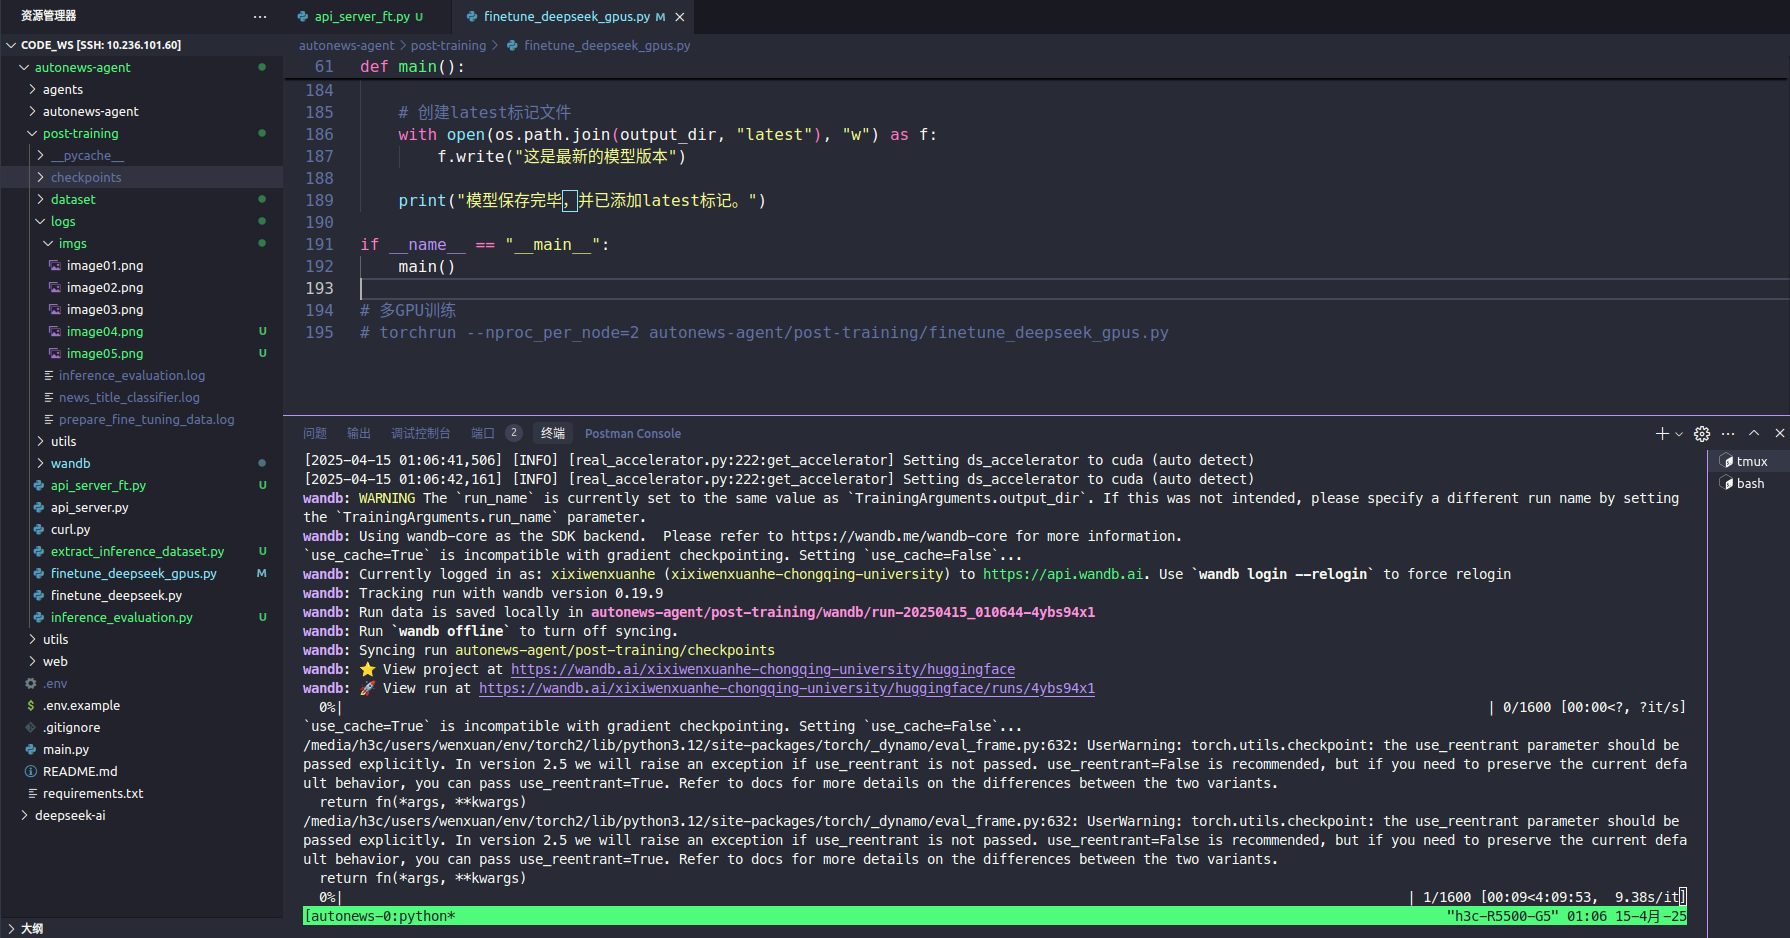 资源管理器
CODE_WS [SSH: 10.236.101.60]
autonews-agent
agents
autonews-agent
post-training
__pycache__
checkpoints
dataset
logs
imgs
image01.png
image02.png
image03.png
image04.png U
image05.png U
inference_evaluation.log
news_title_classifier.log
prepare_fine_tuning_data.log
utils
wandb
api_server_ft.py U
api_server.py
curl.py
extract_inference_dataset.py U
finetune_deepseek_gpus.py M
finetune_deepseek.py
inference_evaluation.py U
utils
web
.env
.env.example
.gitignore
main.py
README.md
requirements.txt
deepseek-ai
大纲
api_server_ft.py U
finetune_deepseek_gpus.py M
autonews-agent > post-training > finetune_deepseek_gpus.py
61 def main():
184
185 # 创建latest标记文件
186 with open(os.path.join(output_dir, "latest"), "w") as f:
187 f.write("这是最新的模型版本")
188
189 print("模型保存完毕，并已添加latest标记。")
190
191 if __name__ == "__main__":
192 main()
193
194 # 多GPU训练
195 # torchrun --nproc_per_node=2 autonews-agent/post-training/finetune_deepseek_gpus.py
问题 输出 调试控制台 端口 2 终端 Postman Console
[2025-04-15 01:06:41,506] [INFO] [real_accelerator.py:222:get_accelerator] Setting ds_accelerator to cuda (auto detect)
[2025-04-15 01:06:42,161] [INFO] [real_accelerator.py:222:get_accelerator] Setting ds_accelerator to cuda (auto detect)
wandb: WARNING The `run_name` is currently set to the same value as `TrainingArguments.output_dir`. If this was not intended, please specify a different run name by setting
the `TrainingArguments.run_name` parameter.
wandb: Using wandb-core as the SDK backend.  Please refer to https://wandb.me/wandb-core for more information.
`use_cache=True` is incompatible with gradient checkpointing. Setting `use_cache=False`...
wandb: Currently logged in as: xixiwenxuanhe (xixiwenxuanhe-chongqing-university) to https://api.wandb.ai. Use `wandb login --relogin` to force relogin
wandb: Tracking run with wandb version 0.19.9
wandb: Run data is saved locally in autonews-agent/post-training/wandb/run-20250415_010644-4ybs94x1
wandb: Run `wandb offline` to turn off syncing.
wandb: Syncing run autonews-agent/post-training/checkpoints
wandb: ⭐ View project at https://wandb.ai/xixiwenxuanhe-chongqing-university/huggingface
wandb: 🚀 View run at https://wandb.ai/xixiwenxuanhe-chongqing-university/huggingface/runs/4ybs94x1
0%| | 0/1600 [00:00<?, ?it/s]
`use_cache=True` is incompatible with gradient checkpointing. Setting `use_cache=False`...
/media/h3c/users/wenxuan/env/torch2/lib/python3.12/site-packages/torch/_dynamo/eval_frame.py:632: UserWarning: torch.utils.checkpoint: the use_reentrant parameter should be
passed explicitly. In version 2.5 we will raise an exception if use_reentrant is not passed. use_reentrant=False is recommended, but if you need to preserve the current defa
ult behavior, you can pass use_reentrant=True. Refer to docs for more details on the differences between the two variants.
return fn(*args, **kwargs)
/media/h3c/users/wenxuan/env/torch2/lib/python3.12/site-packages/torch/_dynamo/eval_frame.py:632: UserWarning: torch.utils.checkpoint: the use_reentrant parameter should be
passed explicitly. In version 2.5 we will raise an exception if use_reentrant is not passed. use_reentrant=False is recommended, but if you need to preserve the current defa
ult behavior, you can pass use_reentrant=True. Refer to docs for more details on the differences between the two variants.
return fn(*args, **kwargs)
0%| | 1/1600 [00:09<4:09:53,  9.38s/it]
[autonews-0:python* "h3c-R5500-G5" 01:06 15-4月-25
tmux
bash